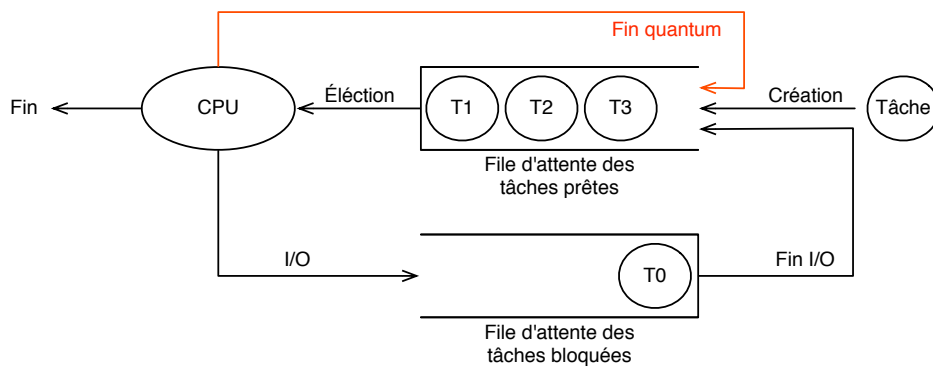 Fin quantum
Fin
CPU
Éléction
T1
T2
T3
Création
Tâche
File d'attente des
tâches prêtes
I/O
T0
Fin I/O
File d'attente des
tâches bloquées